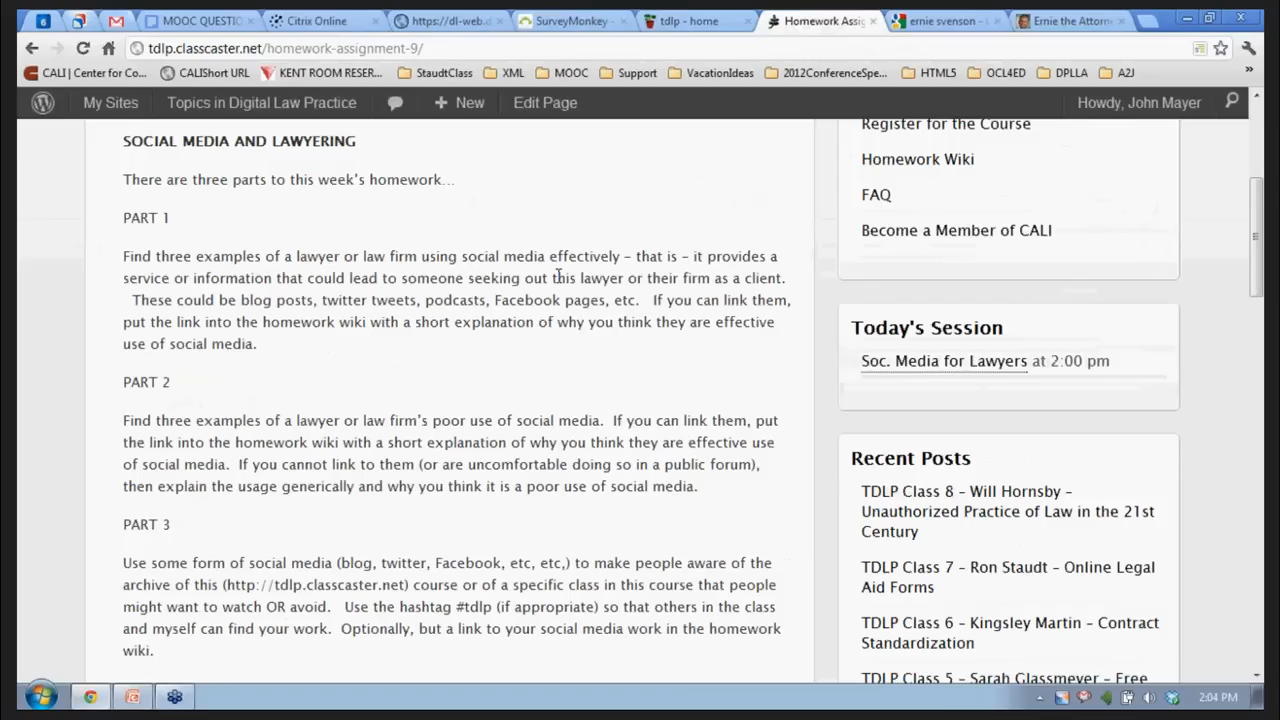 6
MOOC QUESTIO
Citrix Online
https://dl-web.d
SurveyMonkey -
tdlp - home
Homework Assig
ernie svenson -
Ernie the Attorne
tdlp.classcaster.net/homework-assignment-9/
CALI | Center for Co...
CALIShort URL
KENT ROOM RESER...
StaudtClass
XML
MOOC
Support
VacationIdeas
2012ConferenceSpe...
HTML5
OCL4ED
DPLLA
A2J
»
My Sites
Topics in Digital Law Practice
+ New
Edit Page
Howdy, John Mayer
SOCIAL MEDIA AND LAWYERING
There are three parts to this week's homework...
PART 1
Find three examples of a lawyer or law firm using social media effectively – that is – it provides a
service or information that could lead to someone seeking out this lawyer or their firm as a client.
These could be blog posts, twitter tweets, podcasts, Facebook pages, etc.   If you can link them,
put the link into the homework wiki with a short explanation of why you think they are effective
use of social media.
PART 2
Find three examples of a lawyer or law firm's poor use of social media.  If you can link them, put
the link into the homework wiki with a short explanation of why you think they are effective use
of social media.  If you cannot link to them (or are uncomfortable doing so in a public forum),
then explain the usage generically and why you think it is a poor use of social media.
PART 3
Use some form of social media (blog, twitter, Facebook, etc, etc,) to make people aware of the
archive of this (http://tdlp.classcaster.net) course or of a specific class in this course that people
might want to watch OR avoid.   Use the hashtag #tdlp (if appropriate) so that others in the class
and myself can find your work.  Optionally, but a link to your social media work in the homework
wiki.
Register for the Course
Homework Wiki
FAQ
Become a Member of CALI
Today's Session
Soc. Media for Lawyers at 2:00 pm
Recent Posts
TDLP Class 8 – Will Hornsby –
Unauthorized Practice of Law in the 21st
Century
TDLP Class 7 – Ron Staudt – Online Legal
Aid Forms
TDLP Class 6 – Kingsley Martin – Contract
Standardization
TDLP Class 5 – Sarah Glassmeyer – Free
2:04 PM